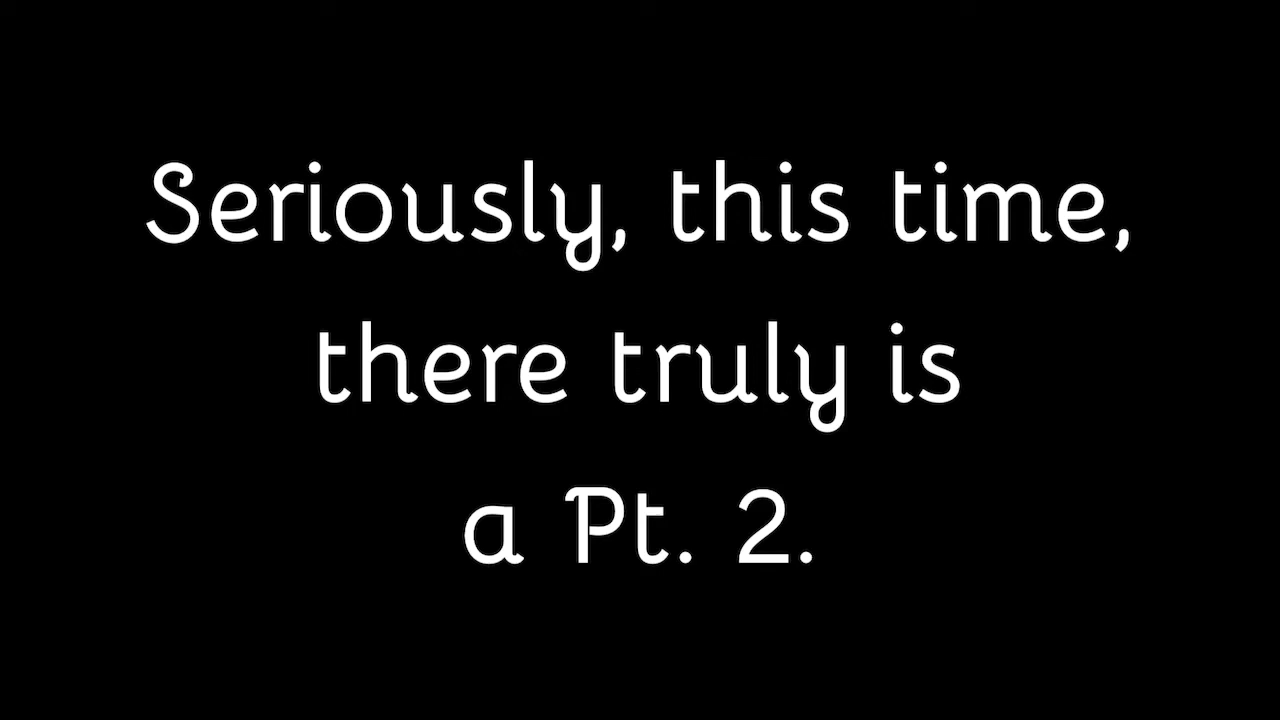 Seriously, this time,
there truly is
a Pt. 2.